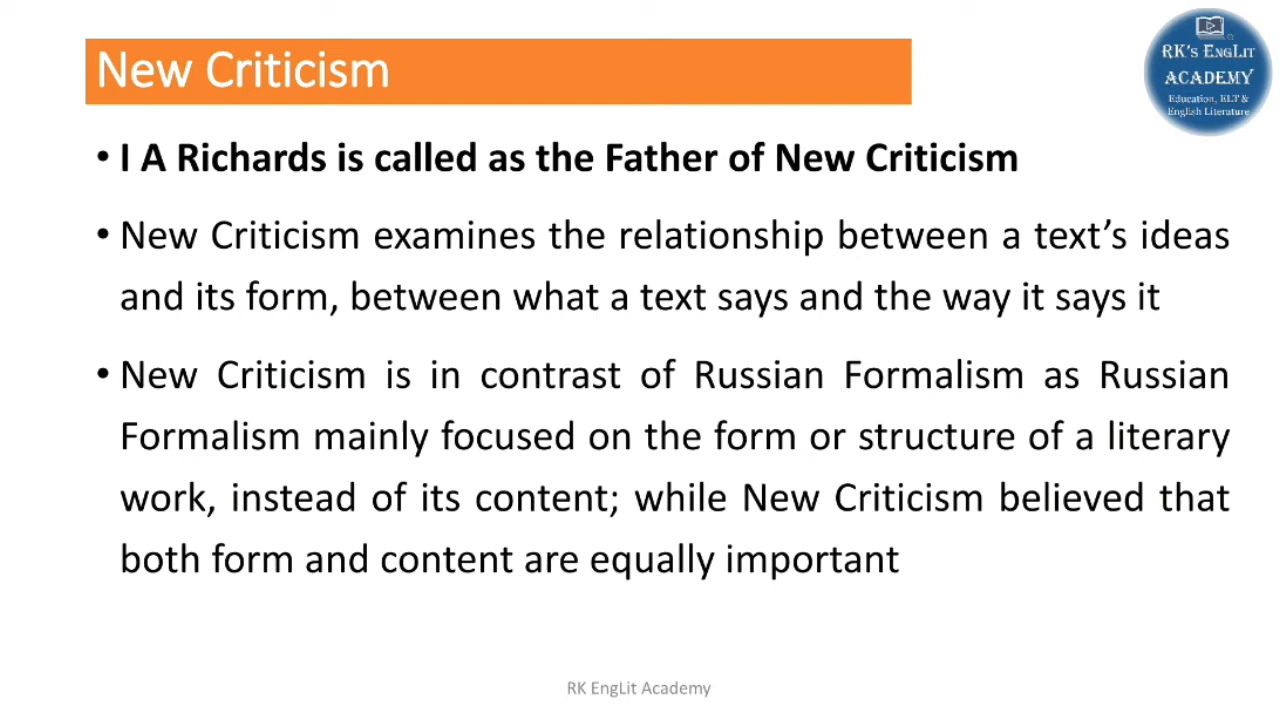 New Criticism
RK's EngLit
ACADEMY
Education, ELT &
English Literature
• I A Richards is called as the Father of New Criticism
• New Criticism examines the relationship between a text’s ideas
and its form, between what a text says and the way it says it
• New Criticism is in contrast of Russian Formalism as Russian
Formalism mainly focused on the form or structure of a literary
work, instead of its content; while New Criticism believed that
both form and content are equally important
RK EngLit Academy